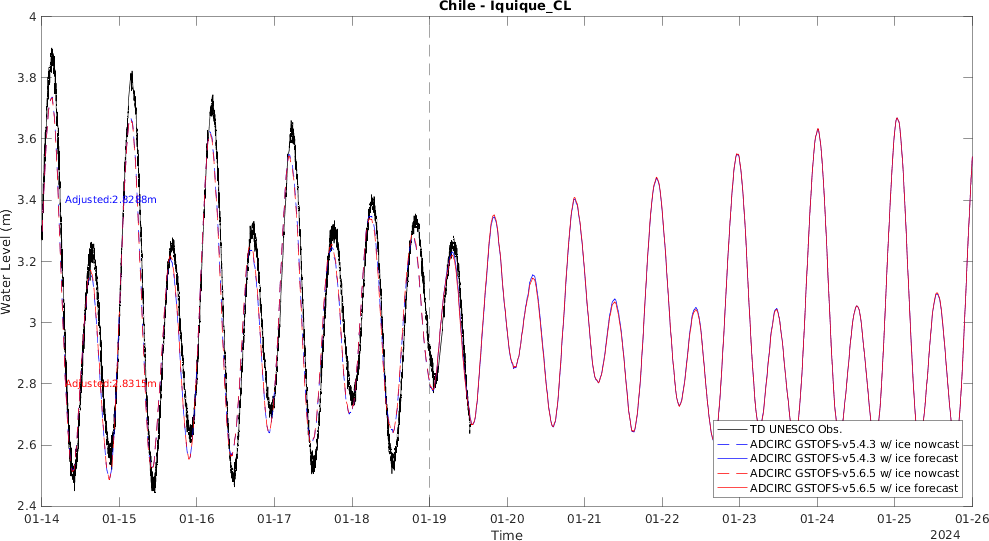 Chile - Iquique_CL
4
3.8
3.6
3.4
3.2
3
2.8
2.6
2.4
Water Level (m)
Adjusted:2.8288m
Adjusted:2.8315m
TD UNESCO Obs.
ADCIRC GSTOFS-v5.4.3 w/ ice nowcast
ADCIRC GSTOFS-v5.4.3 w/ ice forecast
ADCIRC GSTOFS-v5.6.5 w/ ice nowcast
ADCIRC GSTOFS-v5.6.5 w/ ice forecast
01-14 01-15 01-16 01-17 01-18 01-19 01-20 01-21 01-22 01-23 01-24 01-25 01-26
Time
2024